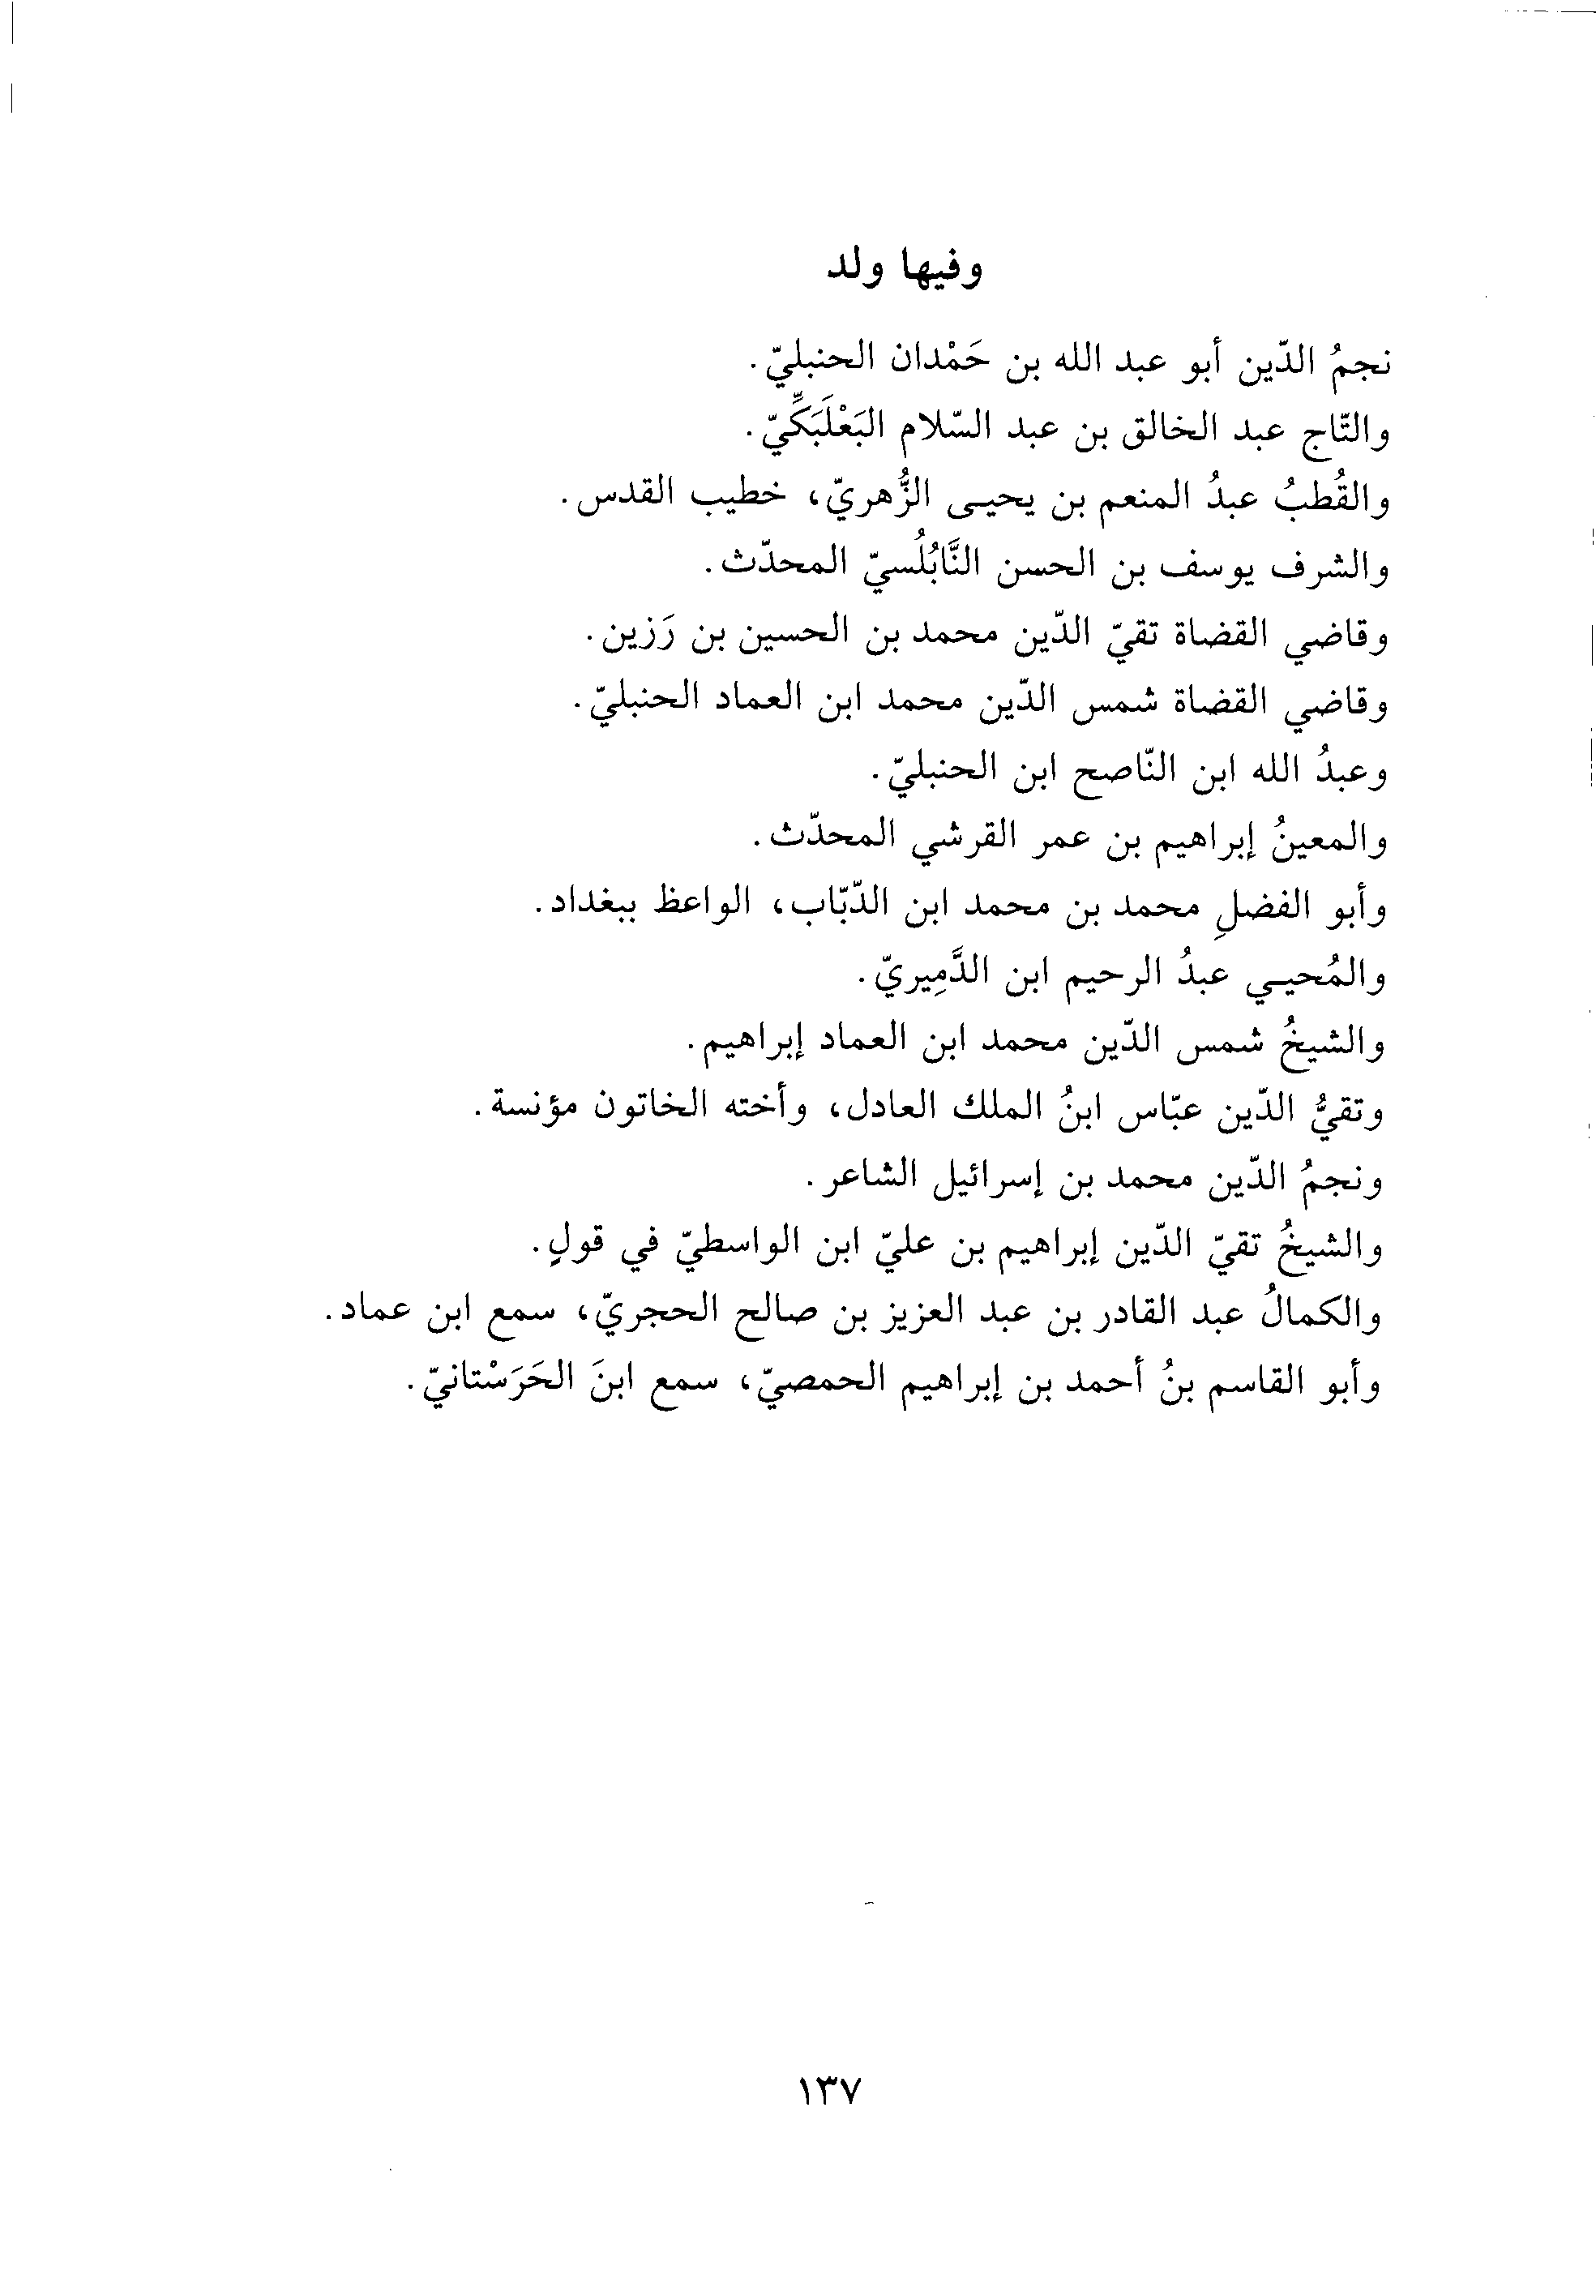 وفيها ولد
نجمُ الدّين أبو عبد الله بن حَمْدان الحنبليّ.
والتّاج عبد الخالق بن عبد السّلام البَعْلَبَكِّيّ.
والقُطبُ عبدُ المنعم بن يحيى الزُّهريّ، خطيب القدس.
والشرف يوسف بن الحسن النَّابُلُسيّ المحدّث.
وقاضي القضاة تقيّ الدّين محمد بن الحسين بن رَزين.
وقاضي القضاة شمس الدّين محمد ابن العماد الحنبليّ.
وعبدُ الله ابن النّاصح ابن الحنبليّ.
والمعينُ إبراهيم بن عمر القرشي المحدّث.
وأبو الفضلِ محمد بن محمد ابن الدّبّاب، الواعظ ببغداد.
والمُحيي عبدُ الرحيم ابن الدَّمِيريّ.
والشيخُ شمس الدّين محمد ابن العماد إبراهيم.
وتقيُّ الدّين عبّاس ابنُ الملك العادل، وأخته الخاتون مؤنسة.
ونجمُ الدّين محمد بن إسرائيل الشاعر.
والشيخُ تقيّ الدّين إبراهيم بن عليّ ابن الواسطيّ في قولٍ.
والكمالُ عبد القادر بن عبد العزيز بن صالح الحجريّ، سمع ابن عماد.
وأبو القاسم بنُ أحمد بن إبراهيم الحمصيّ، سمع ابنَ الحَرَسْتانيّ.
١٣٧